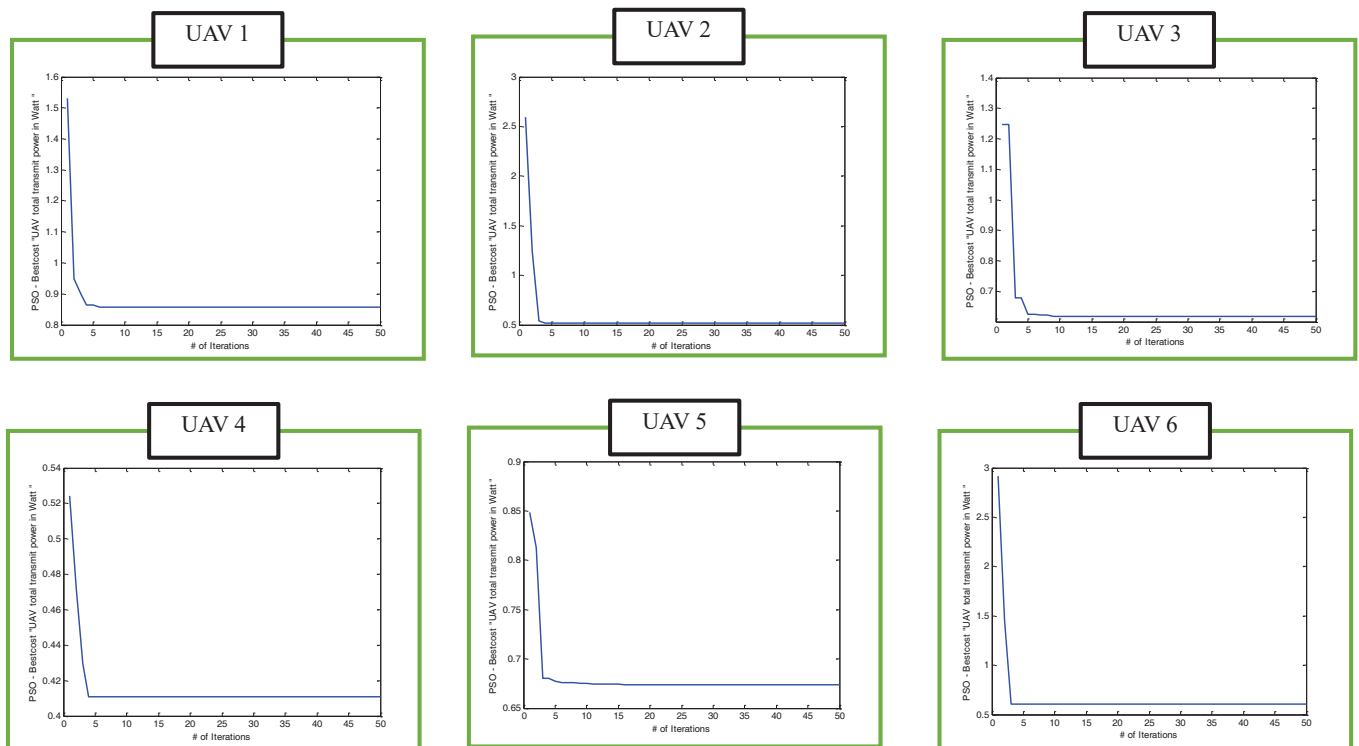 UAV 1
PSO - Bestcost "UAV total transmit power in Watt "
1.6
1.5
1.4
1.3
1.2
1.1
1
0.9
0.8
0 5 10 15 20 25 30 35 40 45 50
# of Iterations
UAV 2
PSO - Bestcost "UAV total transmit power in Watt "
3
2.5
2
1.5
1
0.5
0 5 10 15 20 25 30 35 40 45 50
# of Iterations
UAV 3
PSO - Bestcost "UAV total transmit power in Watt "
1.4
1.3
1.2
1.1
1
0.9
0.8
0.7
0 5 10 15 20 25 30 35 40 45 50
# of Iterations
UAV 4
PSO - Bestcost "UAV total transmit power in Watt "
0.54
0.52
0.5
0.48
0.46
0.44
0.42
0.4
0 5 10 15 20 25 30 35 40 45 50
# of Iterations
UAV 5
PSO - Bestcost "UAV total transmit power in Watt "
0.9
0.85
0.8
0.75
0.7
0.65
0 5 10 15 20 25 30 35 40 45 50
# of Iterations
UAV 6
PSO - Bestcost "UAV total transmit power in Watt "
3
2.5
2
1.5
1
0.5
0 5 10 15 20 25 30 35 40 45 50
# of Iterations